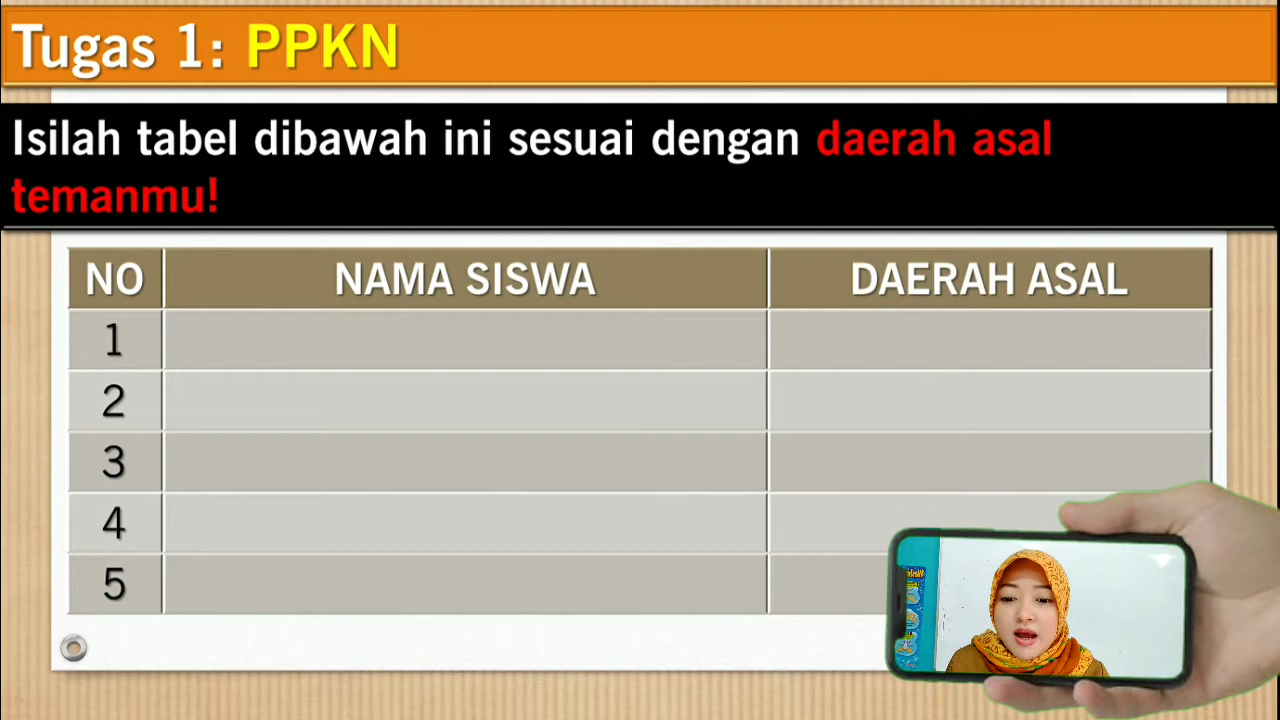 Tugas 1: PPKN
Isilah tabel dibawah ini sesuai dengan daerah asal
temanmu!
NO NAMA SISWA DAERAH ASAL
1
2
3
4
5